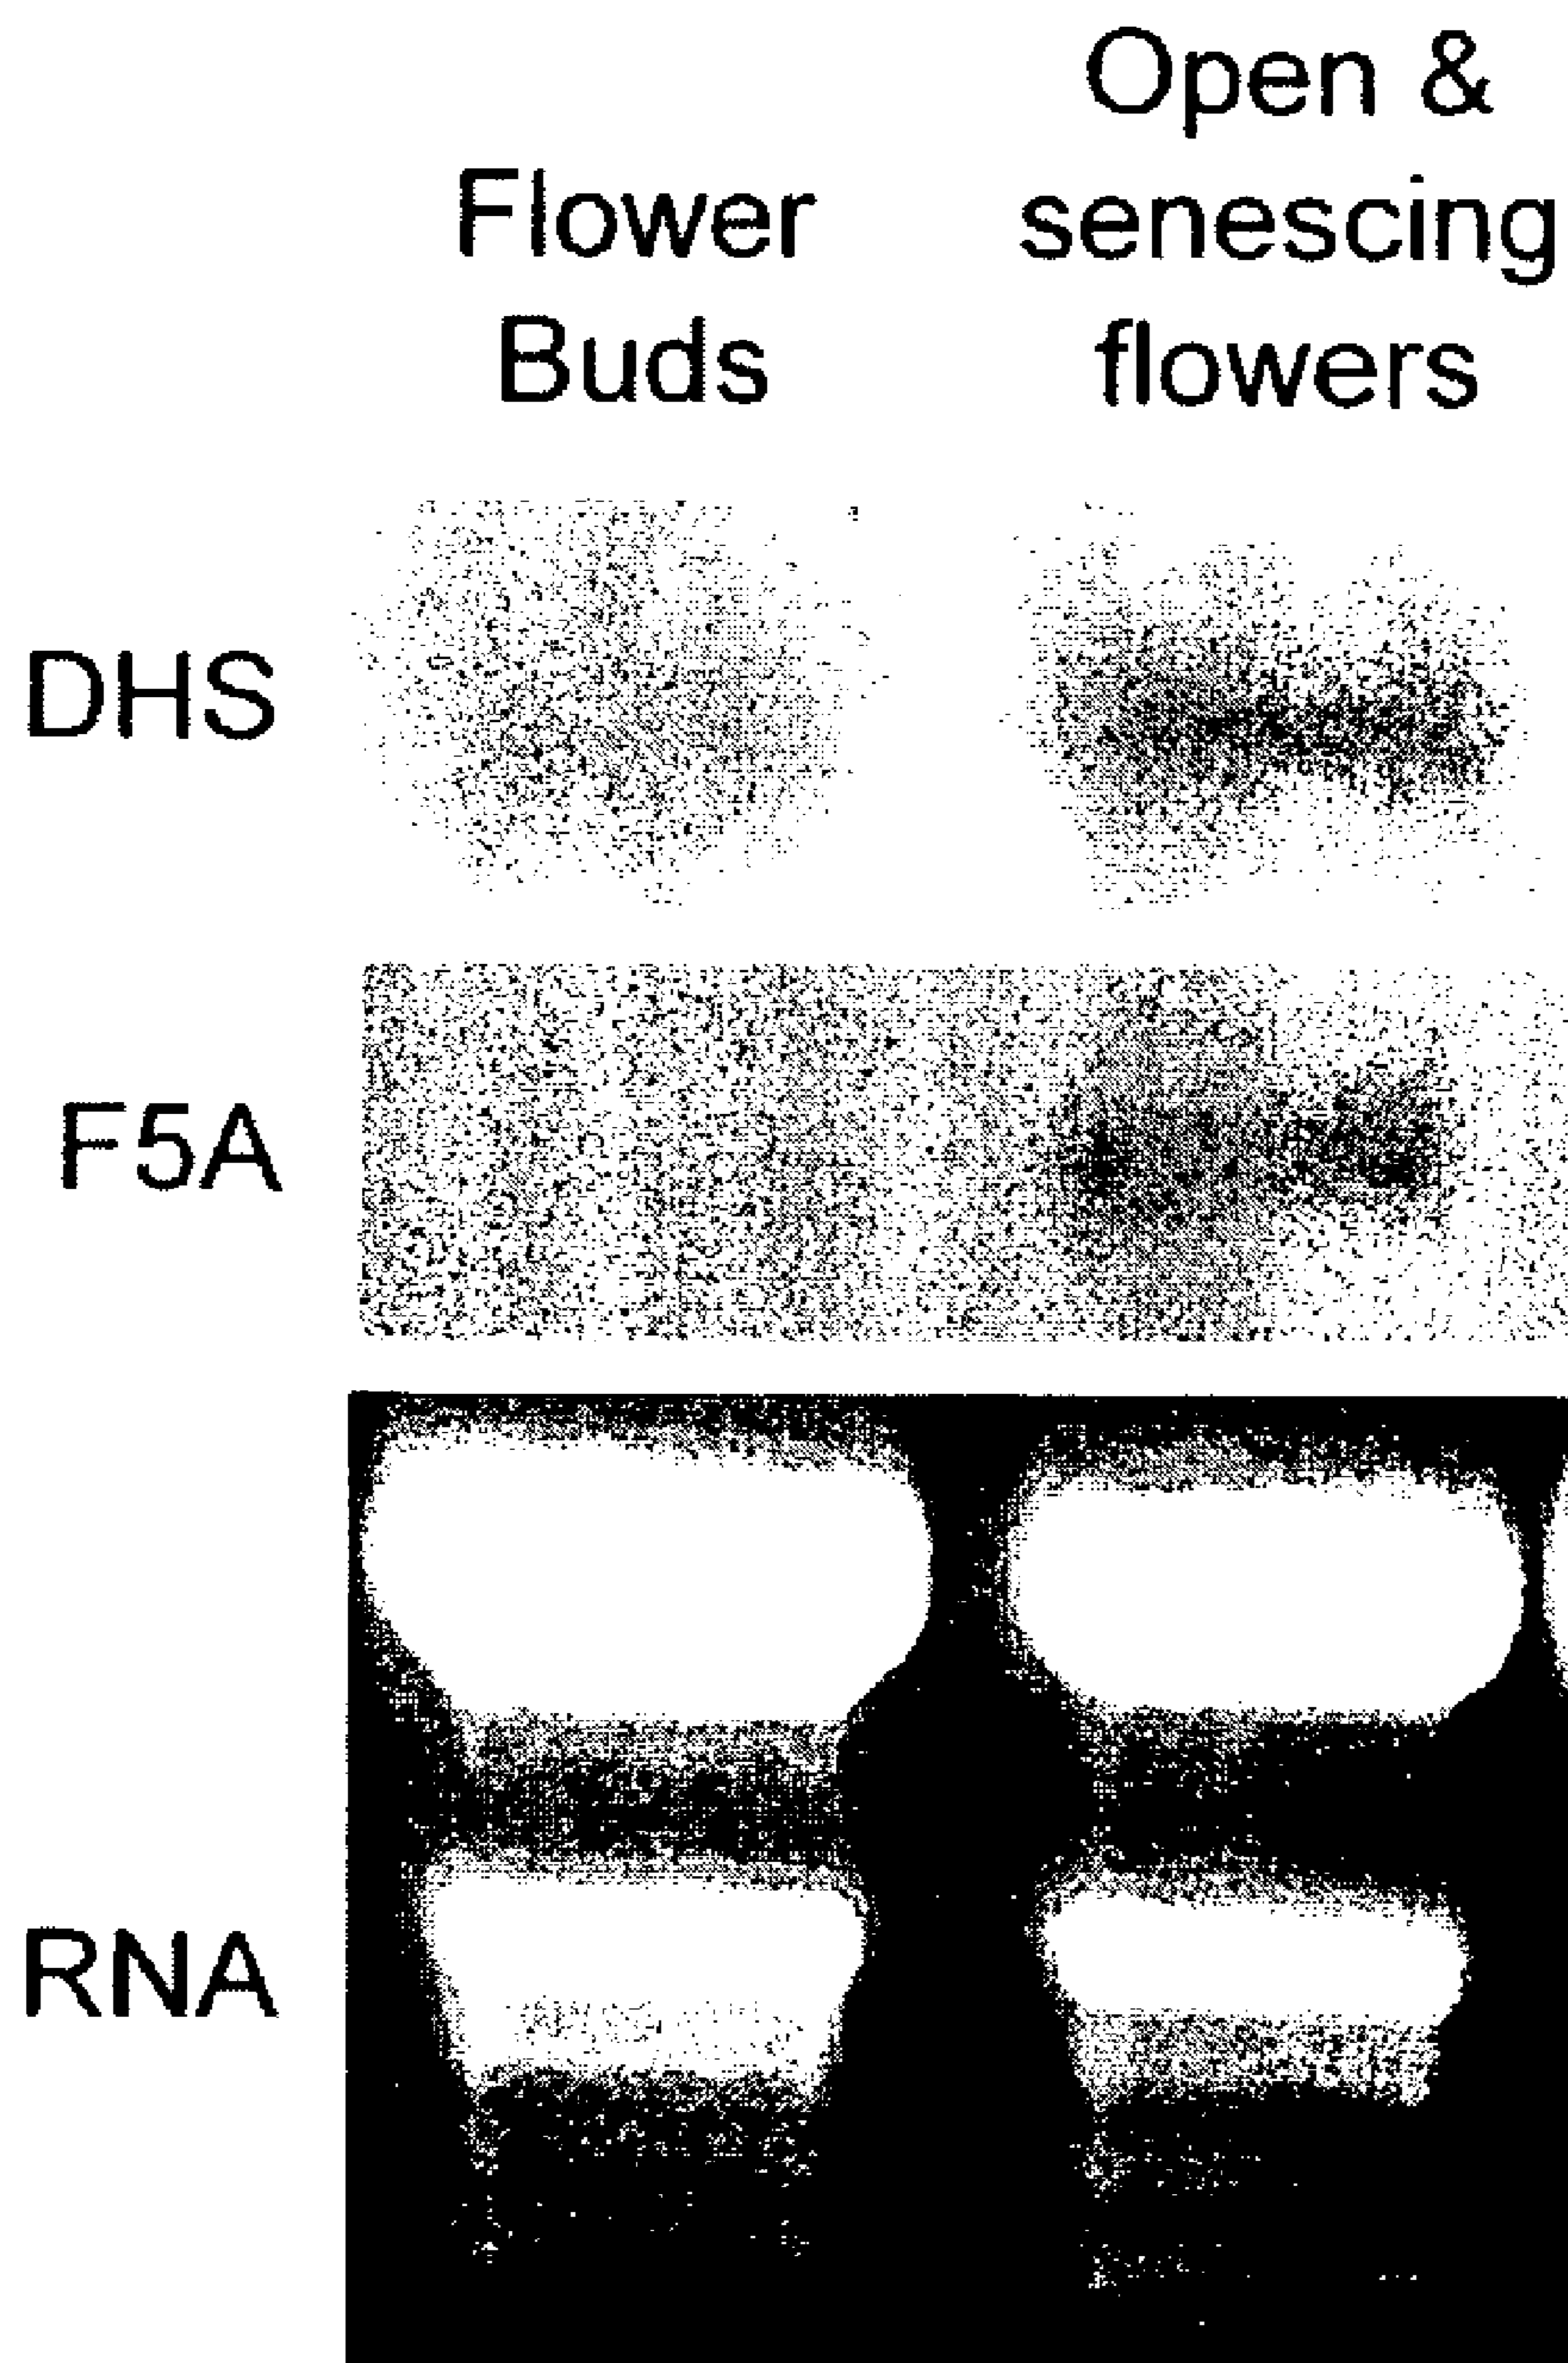 Flower
Buds
Open &
senescing
flowers
DHS
F5A
RNA